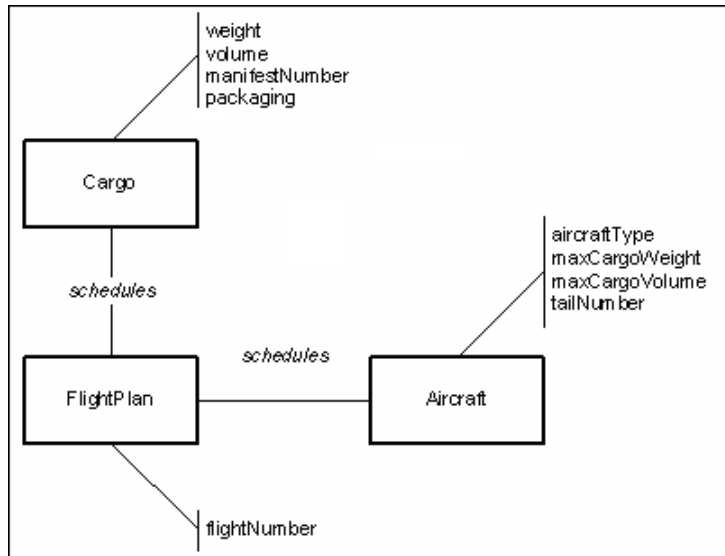 weight
volume
manifestNumber
packaging
Cargo
schedules
aircraftType
maxCargoWeight
maxCargoVolume
tailNumber
schedules
FlightPlan
Aircraft
flightNumber